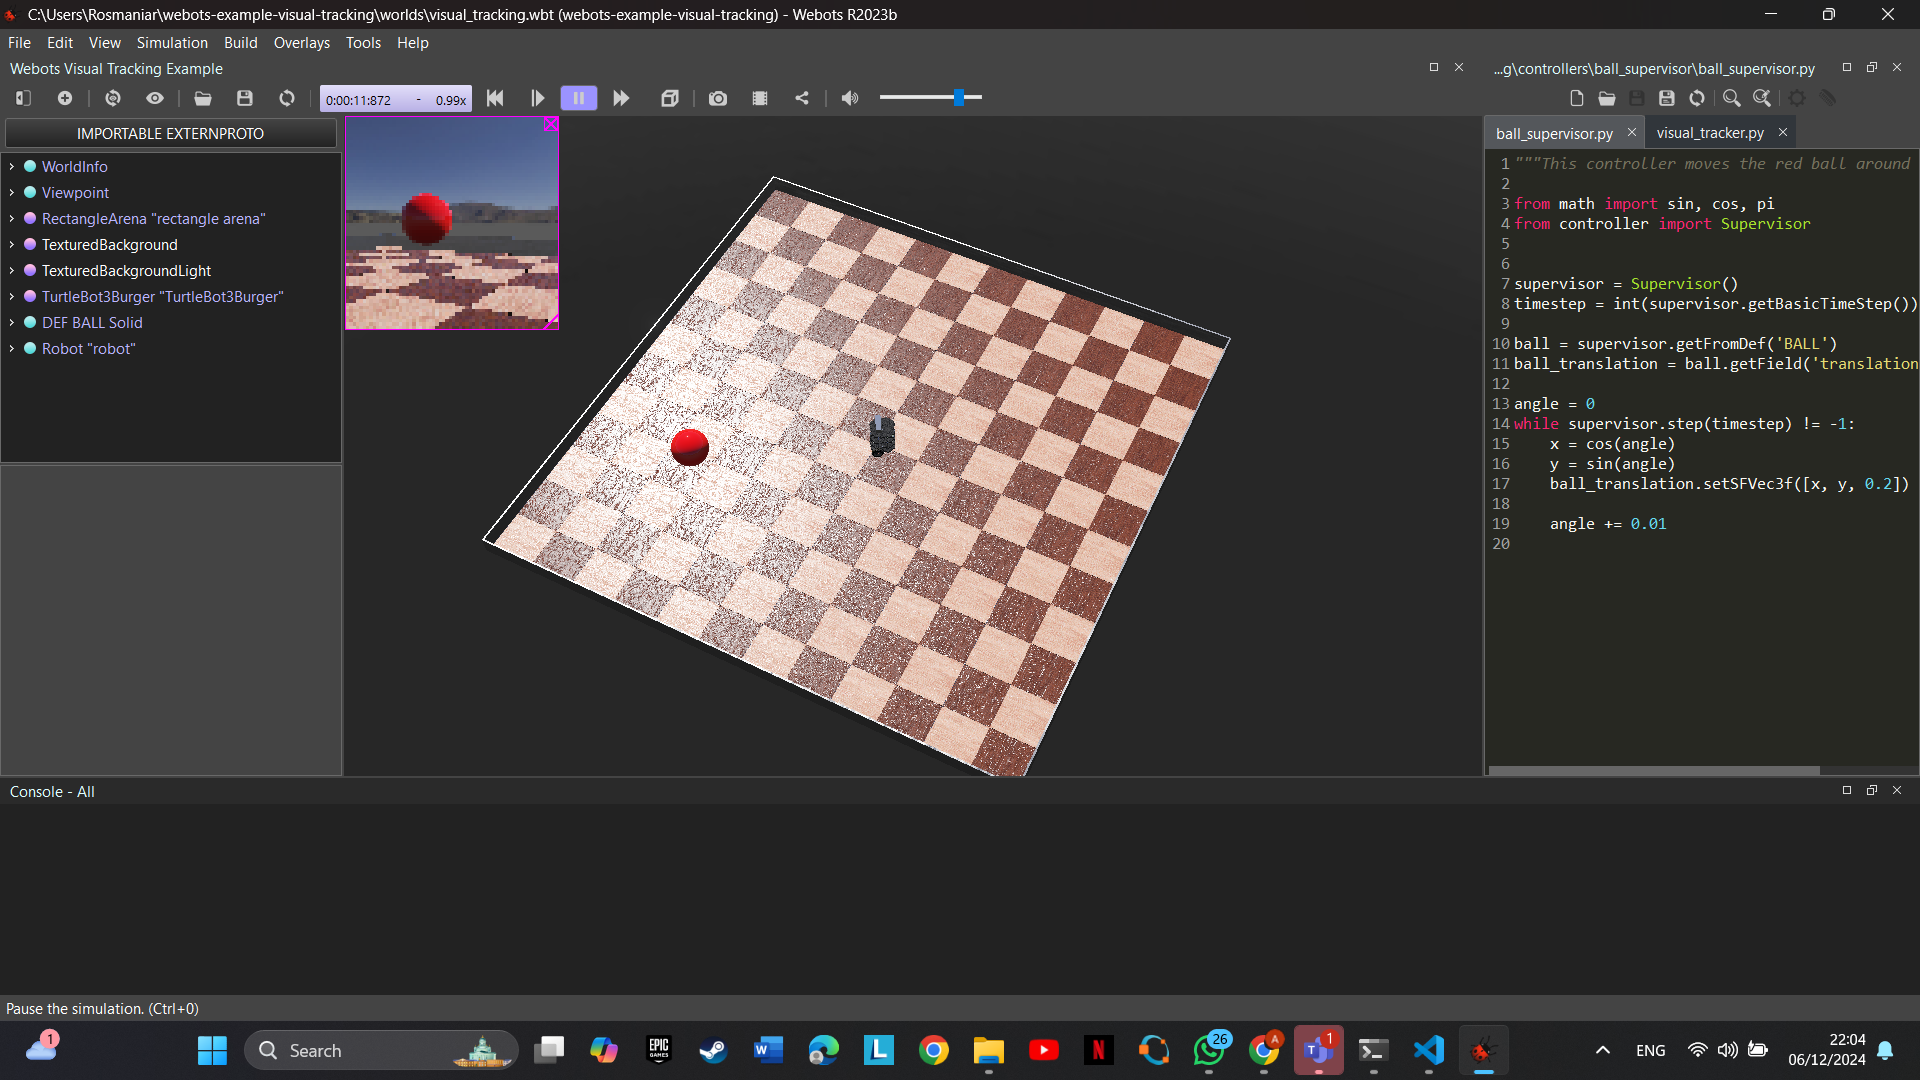 C:\Users\Rosmaniar\webots-example-visual-tracking\worlds\visual_tracking.wbt (webots-example-visual-tracking) - Webots R2023b
File Edit View Simulation Build Overlays Tools Help
Webots Visual Tracking Example
...g\controllers\ball_supervisor\ball_supervisor.py
0:00:11:872 - 0.99x
IMPORTABLE EXTERNPROTO
WorldInfo
Viewpoint
RectangleArena "rectangle arena"
TexturedBackground
TexturedBackgroundLight
TurtleBot3Burger "TurtleBot3Burger"
DEF BALL Solid
Robot "robot"
ball_supervisor.py visual_tracker.py
1 """This controller moves the red ball around
2
3 from math import sin, cos, pi
4 from controller import Supervisor
5
6
7 supervisor = Supervisor()
8 timestep = int(supervisor.getBasicTimeStep())
9
10 ball = supervisor.getFromDef('BALL')
11 ball_translation = ball.getField('translation
12
13 angle = 0
14 while supervisor.step(timestep) != -1:
15     x = cos(angle)
16     y = sin(angle)
17     ball_translation.setSFVec3f([x, y, 0.2])
18
19     angle += 0.01
20
Console - All
Pause the simulation. (Ctrl+0)
1
Search
EPIC GAMES
W
L
N
26
A
T
1
ENG
22:04
06/12/2024